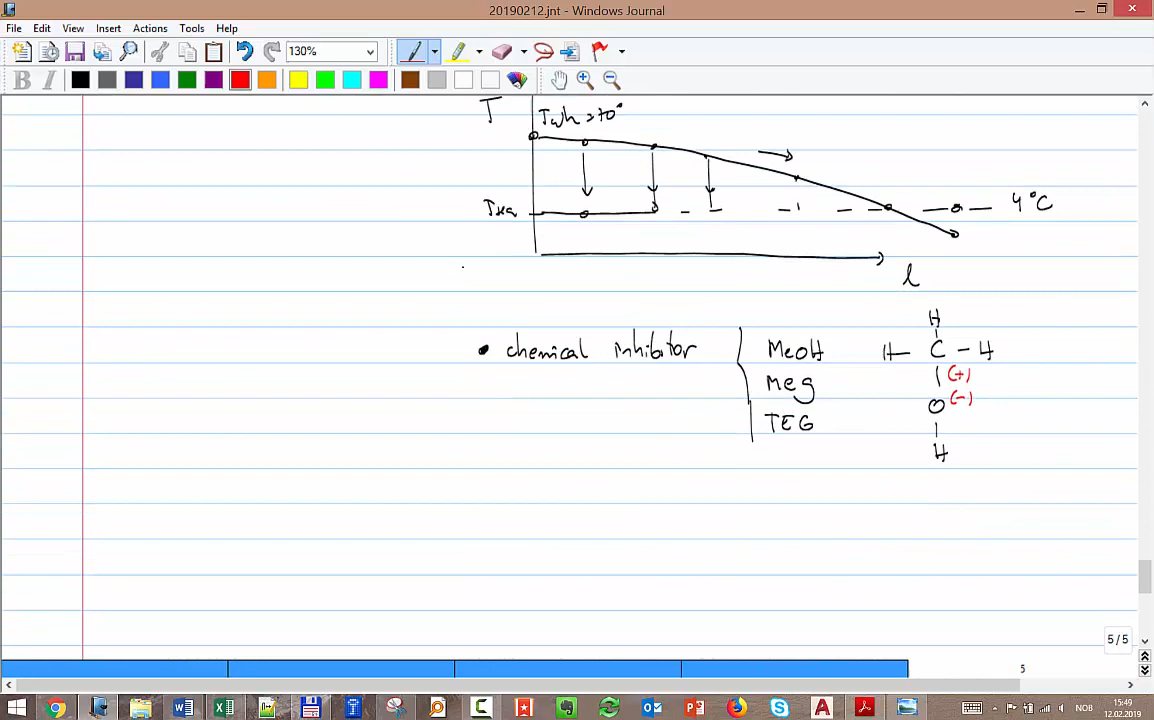 20190212.jnt - Windows Journal
File Edit View Insert Actions Tools Help
130%
T
Twh = 70°
4°C
l
H
• chemical inhibitor
MeOH
H - C - H
(+)
Meg
O (-)
TEG
H
5 / 5
5
NOB
15:49
12.02.2019